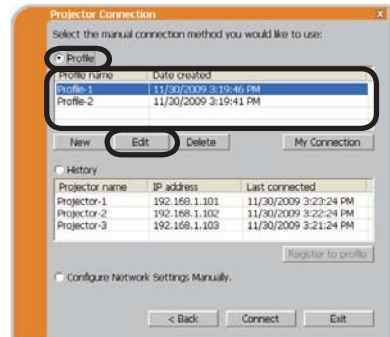 Projector Connection
Select the manual connection method you would like to use:
Profile
Profile name Date created
Profile-1 11/30/2009 3:19:46 PM
Profile-2 11/30/2009 3:19:41 PM
New Edit Delete My Connection
History
Projector name IP address Last connected
Projector-1 192.168.1.101 11/30/2009 3:23:24 PM
Projector-2 192.168.1.102 11/30/2009 3:22:24 PM
Projector-3 192.168.1.103 11/30/2009 3:21:24 PM
Register to profile
Configure Network Settings Manually.
< Back Connect Exit